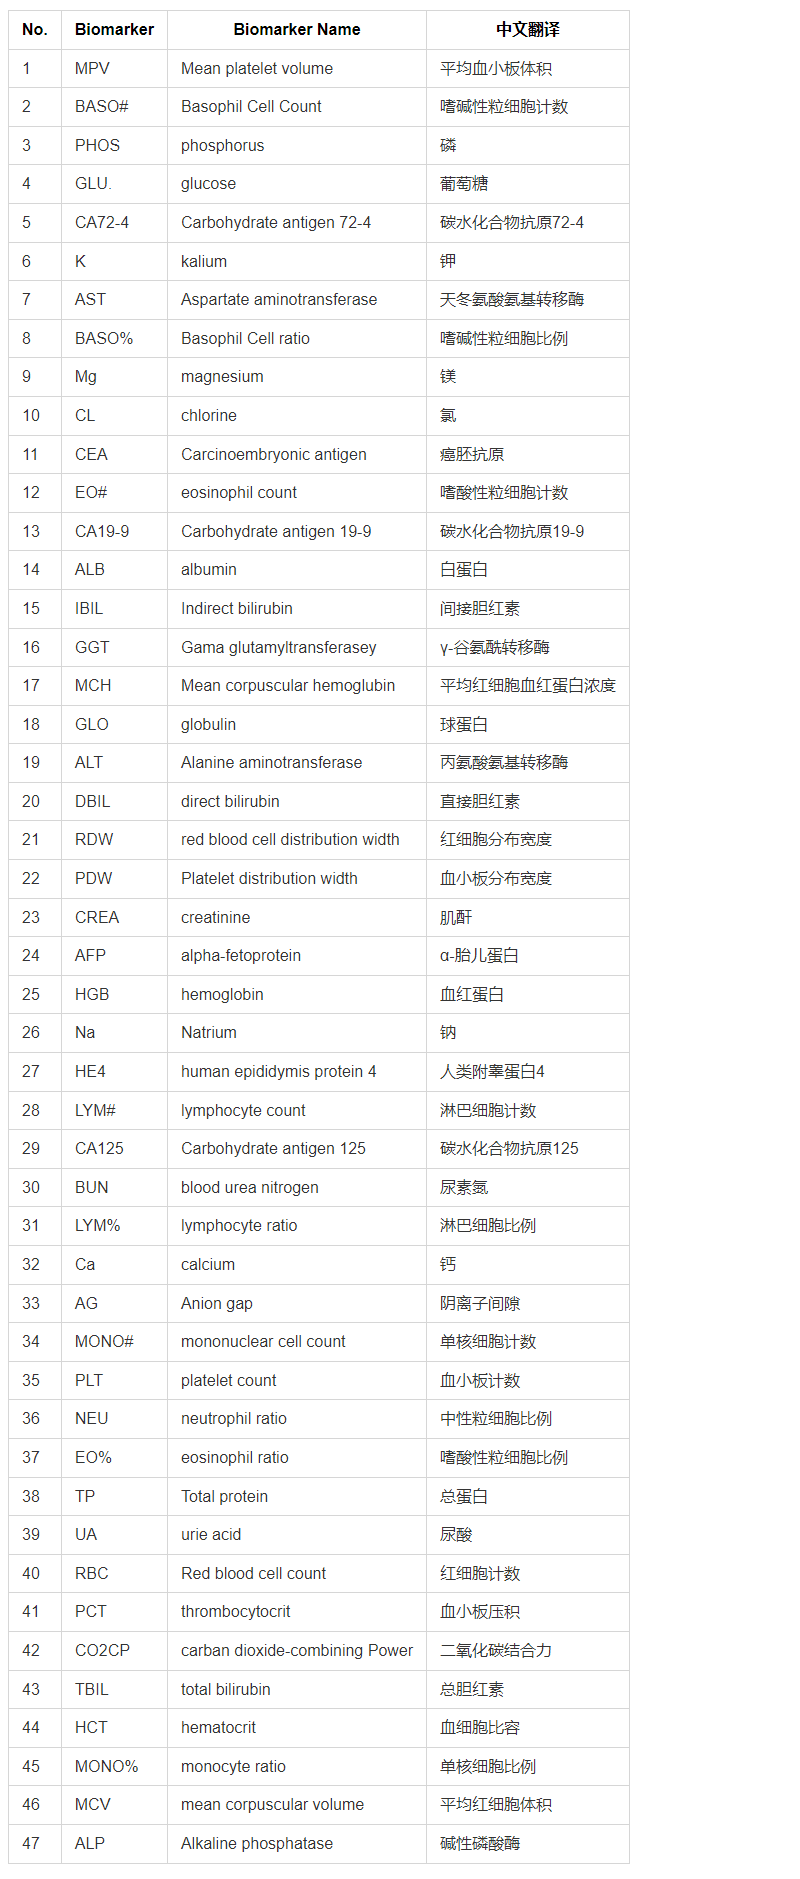 No. Biomarker Biomarker Name 中文翻译
1 MPV Mean platelet volume 平均血小板体积
2 BASO# Basophil Cell Count 嗜碱性粒细胞计数
3 PHOS phosphorus 磷
4 GLU. glucose 葡萄糖
5 CA72-4 Carbohydrate antigen 72-4 碳水化合物抗原72-4
6 K kalium 钾
7 AST Aspartate aminotransferase 天冬氨酸氨基转移酶
8 BASO% Basophil Cell ratio 嗜碱性粒细胞比例
9 Mg magnesium 镁
10 CL chlorine 氯
11 CEA Carcinoembryonic antigen 癌胚抗原
12 EO# eosinophil count 嗜酸性粒细胞计数
13 CA19-9 Carbohydrate antigen 19-9 碳水化合物抗原19-9
14 ALB albumin 白蛋白
15 IBIL Indirect bilirubin 间接胆红素
16 GGT Gama glutamyltransferasey γ-谷氨酰转移酶
17 MCH Mean corpuscular hemoglubin 平均红细胞血红蛋白浓度
18 GLO globulin 球蛋白
19 ALT Alanine aminotransferase 丙氨酸氨基转移酶
20 DBIL direct bilirubin 直接胆红素
21 RDW red blood cell distribution width 红细胞分布宽度
22 PDW Platelet distribution width 血小板分布宽度
23 CREA creatinine 肌酐
24 AFP alpha-fetoprotein α-胎儿蛋白
25 HGB hemoglobin 血红蛋白
26 Na Natrium 钠
27 HE4 human epididymis protein 4 人类附睾蛋白4
28 LYM# lymphocyte count 淋巴细胞计数
29 CA125 Carbohydrate antigen 125 碳水化合物抗原125
30 BUN blood urea nitrogen 尿素氮
31 LYM% lymphocyte ratio 淋巴细胞比例
32 Ca calcium 钙
33 AG Anion gap 阴离子间隙
34 MONO# mononuclear cell count 单核细胞计数
35 PLT platelet count 血小板计数
36 NEU neutrophil ratio 中性粒细胞比例
37 EO% eosinophil ratio 嗜酸性粒细胞比例
38 TP Total protein 总蛋白
39 UA urie acid 尿酸
40 RBC Red blood cell count 红细胞计数
41 PCT thrombocytocrit 血小板压积
42 CO2CP carban dioxide-combining Power 二氧化碳结合力
43 TBIL total bilirubin 总胆红素
44 HCT hematocrit 血细胞比容
45 MONO% monocyte ratio 单核细胞比例
46 MCV mean corpuscular volume 平均红细胞体积
47 ALP Alkaline phosphatase 碱性磷酸酶